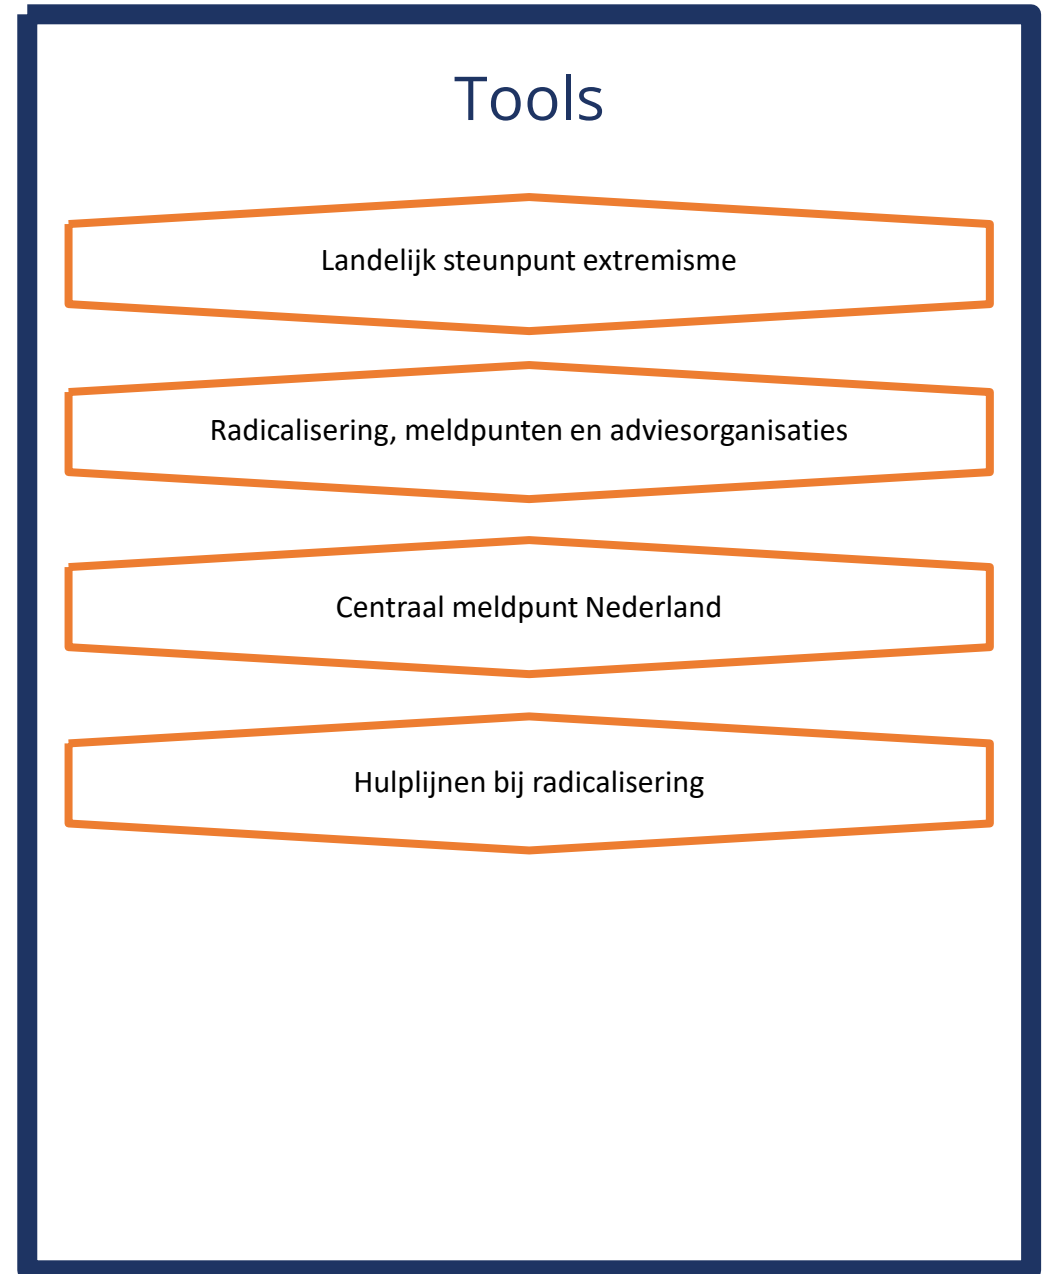 Tools
Landelijk steunpunt extremisme
Radicalisering, meldpunten en adviesorganisaties
Centraal meldpunt Nederland
Hulplijnen bij radicalisering